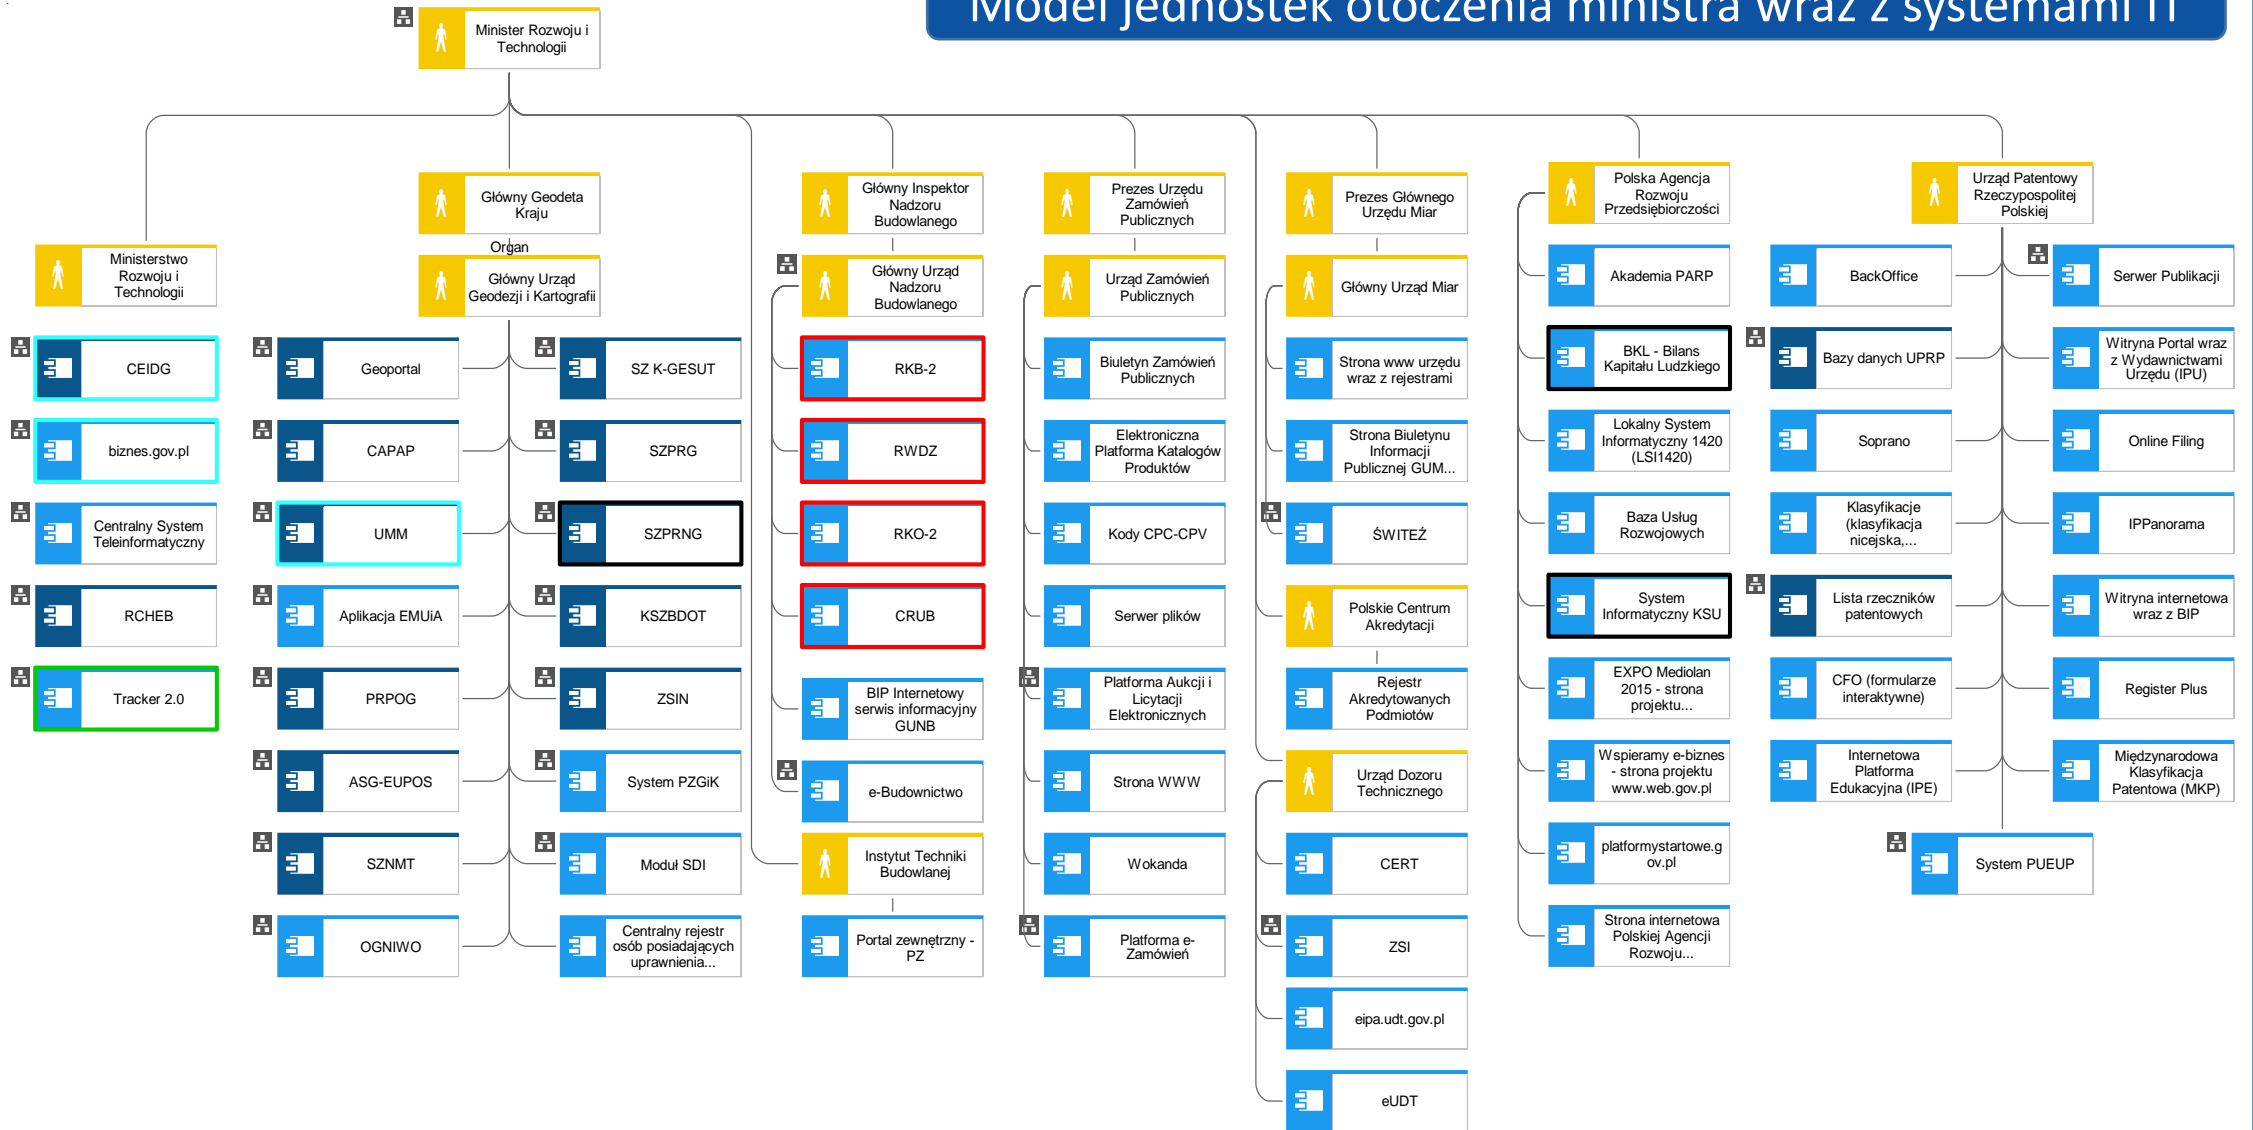 Model jednostek otoczenia ministra wraz z systemami IT
Minister Rozwoju i
Technologii
Ministerstwo
Rozwoju i
Technologii
CEIDG
biznes.gov.pl
Centralny System
Teleinformatyczny
RCHEB
Tracker 2.0
Główny Geodeta
Kraju
Organ
Główny Urząd
Geodezji i Kartografii
Geoportal
CAPAP
UMM
Aplikacja EMUiA
PRPOG
ASG-EUPOS
SZNMT
OGNIWO
SZ K-GESUT
SZPRG
SZPRNG
KSZBDOT
ZSIN
System PZGiK
Moduł SDI
Centralny rejestr
osób posiadających
uprawnienia...
Główny Inspektor
Nadzoru
Budowlanego
Główny Urząd
Nadzoru
Budowlanego
RKB-2
RWDZ
RKO-2
CRUB
BIP Internetowy
serwis informacyjny
GUNB
e-Budownictwo
Instytut Techniki
Budowlanej
Portal zewnętrzny -
PZ
Prezes Urzędu
Zamówień
Publicznych
Urząd Zamówień
Publicznych
Biuletyn Zamówień
Publicznych
Elektroniczna
Platforma Katalogów
Produktów
Kody CPC-CPV
Serwer plików
Platforma Aukcji i
Licytacji
Elektronicznych
Strona WWW
Wokanda
Platforma e-
Zamówień
Prezes Głównego
Urzędu Miar
Główny Urząd Miar
Strona www urzędu
wraz z rejestrami
Strona Biuletynu
Informacji
Publicznej GUM...
ŚWITEŹ
Polskie Centrum
Akredytacji
Rejestr
Akredytowanych
Podmiotów
Urząd Dozoru
Technicznego
CERT
ZSI
eipa.udt.gov.pl
eUDT
Polska Agencja
Rozwoju
Przedsiębiorczości
Akademia PARP
BKL - Bilans
Kapitału Ludzkiego
Lokalny System
Informatyczny 1420
(LSI1420)
Baza Usług
Rozwojowych
System
Informatyczny KSU
EXPO Mediolan
2015 - strona
projektu...
Wspieramy e-biznes
- strona projektu
www.web.gov.pl
platformystartowe.g
ov.pl
Strona internetowa
Polskiej Agencji
Rozwoju...
Urząd Patentowy
Rzeczypospolitej
Polskiej
BackOffice
Bazy danych UPRP
Soprano
Klasyfikacje
(klasyfikacja
nicejska,...
Lista rzeczników
patentowych
CFO (formularze
interaktywne)
Internetowa
Platforma
Edukacyjna (IPE)
Serwer Publikacji
Witryna Portal wraz
z Wydawnictwami
Urzędu (IPU)
Online Filing
IPPanorama
Witryna internetowa
wraz z BIP
Register Plus
Międzynarodowa
Klasyfikacja
Patentowa (MKP)
System PUEUP